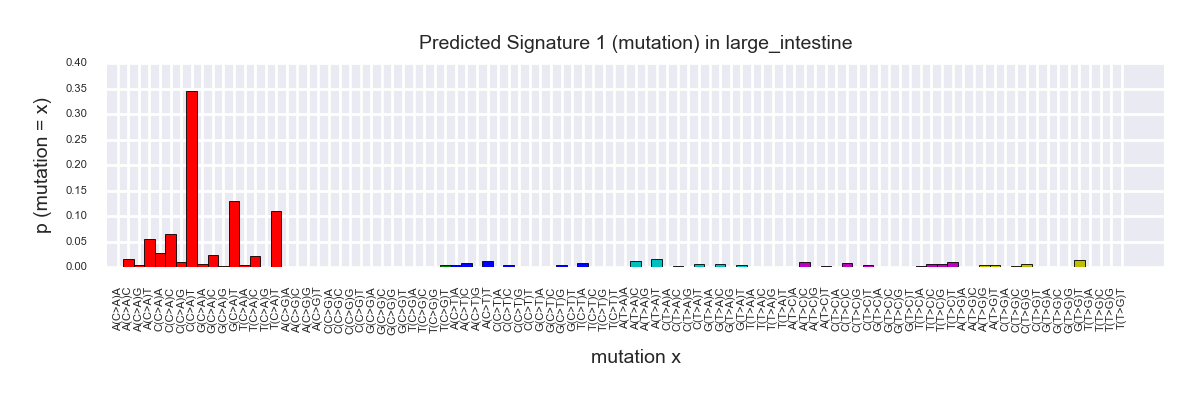 Predicted Signature 1 (mutation) in large_intestine
0.40
0.35
0.30
0.25
0.20
0.15
0.10
0.05
0.00
p (mutation = x)
A(C>A)A
A(C>A)C
A(C>A)G
A(C>A)T
C(C>A)A
C(C>A)C
C(C>A)G
C(C>A)T
G(C>A)A
G(C>A)C
G(C>A)G
G(C>A)T
T(C>A)A
T(C>A)C
T(C>A)G
T(C>A)T
A(C>G)A
A(C>G)C
A(C>G)G
A(C>G)T
C(C>G)A
C(C>G)C
C(C>G)G
C(C>G)T
G(C>G)A
G(C>G)C
G(C>G)G
G(C>G)T
T(C>G)A
T(C>G)C
T(C>G)G
T(C>G)T
A(C>T)A
A(C>T)C
A(C>T)G
A(C>T)T
C(C>T)A
C(C>T)C
C(C>T)G
C(C>T)T
G(C>T)A
G(C>T)C
G(C>T)G
G(C>T)T
T(C>T)A
T(C>T)C
T(C>T)G
T(C>T)T
A(T>A)A
A(T>A)C
A(T>A)G
A(T>A)T
C(T>A)A
C(T>A)C
C(T>A)G
C(T>A)T
G(T>A)A
G(T>A)C
G(T>A)G
G(T>A)T
T(T>A)A
T(T>A)C
T(T>A)G
T(T>A)T
A(T>C)A
A(T>C)C
A(T>C)G
A(T>C)T
C(T>C)A
C(T>C)C
C(T>C)G
C(T>C)T
G(T>C)A
G(T>C)C
G(T>C)G
G(T>C)T
T(T>C)A
T(T>C)C
T(T>C)G
T(T>C)T
A(T>G)A
A(T>G)C
A(T>G)G
A(T>G)T
C(T>G)A
C(T>G)C
C(T>G)G
C(T>G)T
G(T>G)A
G(T>G)C
G(T>G)G
G(T>G)T
T(T>G)A
T(T>G)C
T(T>G)G
T(T>G)T
mutation x